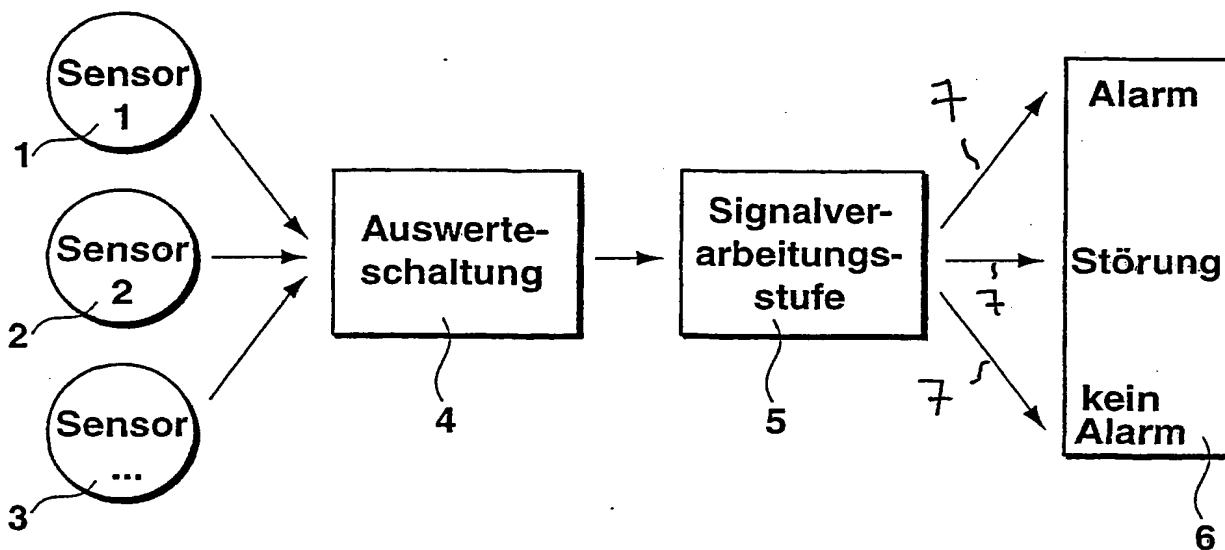 Sensor
1
1
Sensor
2
2
Sensor
...
3
Auswerte-
schaltung
4
Signalver-
arbeitungs-
stufe
5
7
7
7
Alarm
Störung
kein
Alarm
6